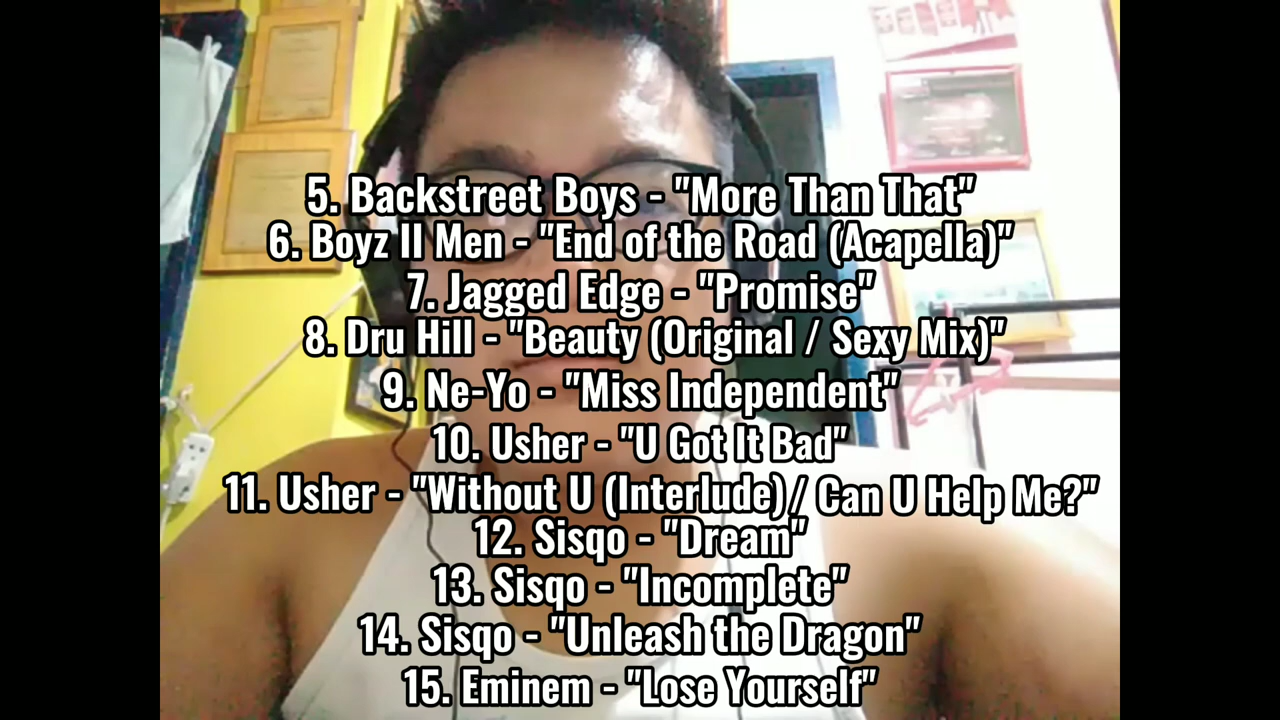 5. Backstreet Boys - "More Than That"
6. Boyz II Men - "End of the Road (Acapella)"
7. Jagged Edge - "Promise"
8. Dru Hill - "Beauty (Original / Sexy Mix)"
9. Ne-Yo - "Miss Independent"
10. Usher - "U Got It Bad"
11. Usher - "Without U (Interlude)/ Can U Help Me?"
12. Sisqo - "Dream"
13. Sisqo - "Incomplete"
14. Sisqo - "Unleash the Dragon"
15. Eminem - "Lose Yourself"